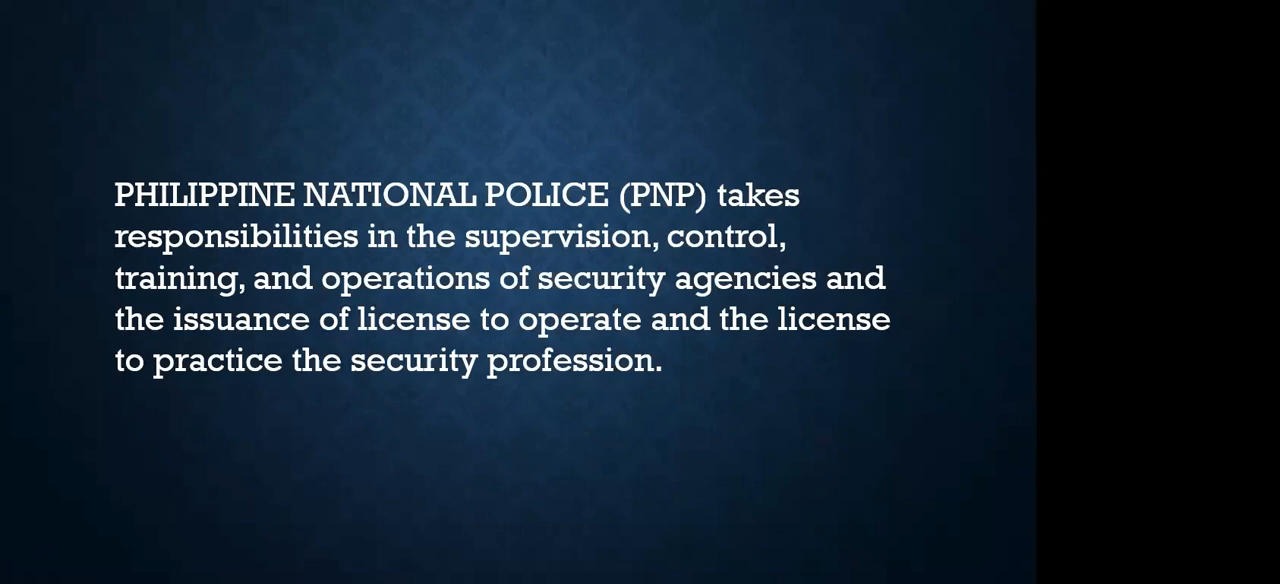 PHILIPPINE NATIONAL POLICE (PNP) takes
responsibilities in the supervision, control,
training, and operations of security agencies and
the issuance of license to operate and the license
to practice the security profession.